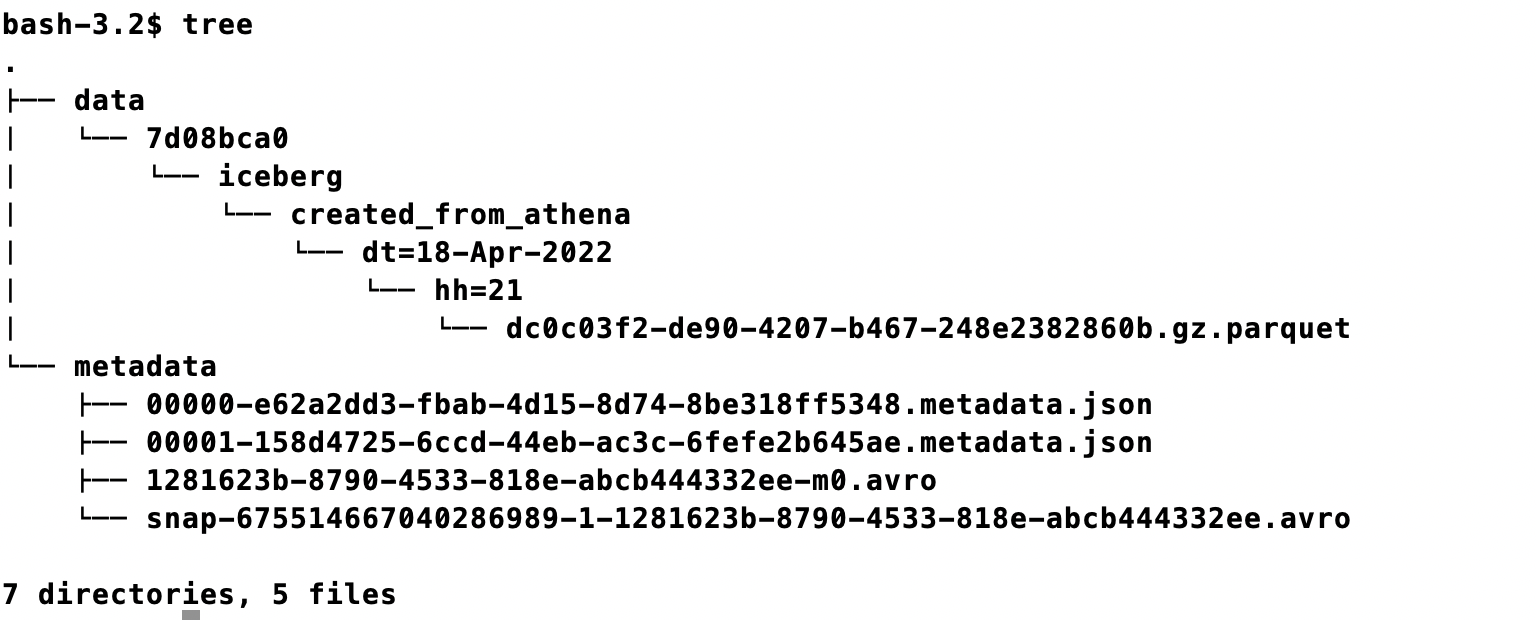 bash-3.2$ tree
.
├── data
│   └── 7d08bca0
│       └── iceberg
│           └── created_from_athena
│               └── dt=18-Apr-2022
│                   └── hh=21
│                       └── dc0c03f2-de90-4207-b467-248e2382860b.gz.parquet
└── metadata
    ├── 00000-e62a2dd3-fbab-4d15-8d74-8be318ff5348.metadata.json
    ├── 00001-158d4725-6ccd-44eb-ac3c-6fefe2b645ae.metadata.json
    ├── 1281623b-8790-4533-818e-abcb444332ee-m0.avro
    └── snap-675514667040286989-1-1281623b-8790-4533-818e-abcb444332ee.avro
7 directories, 5 files